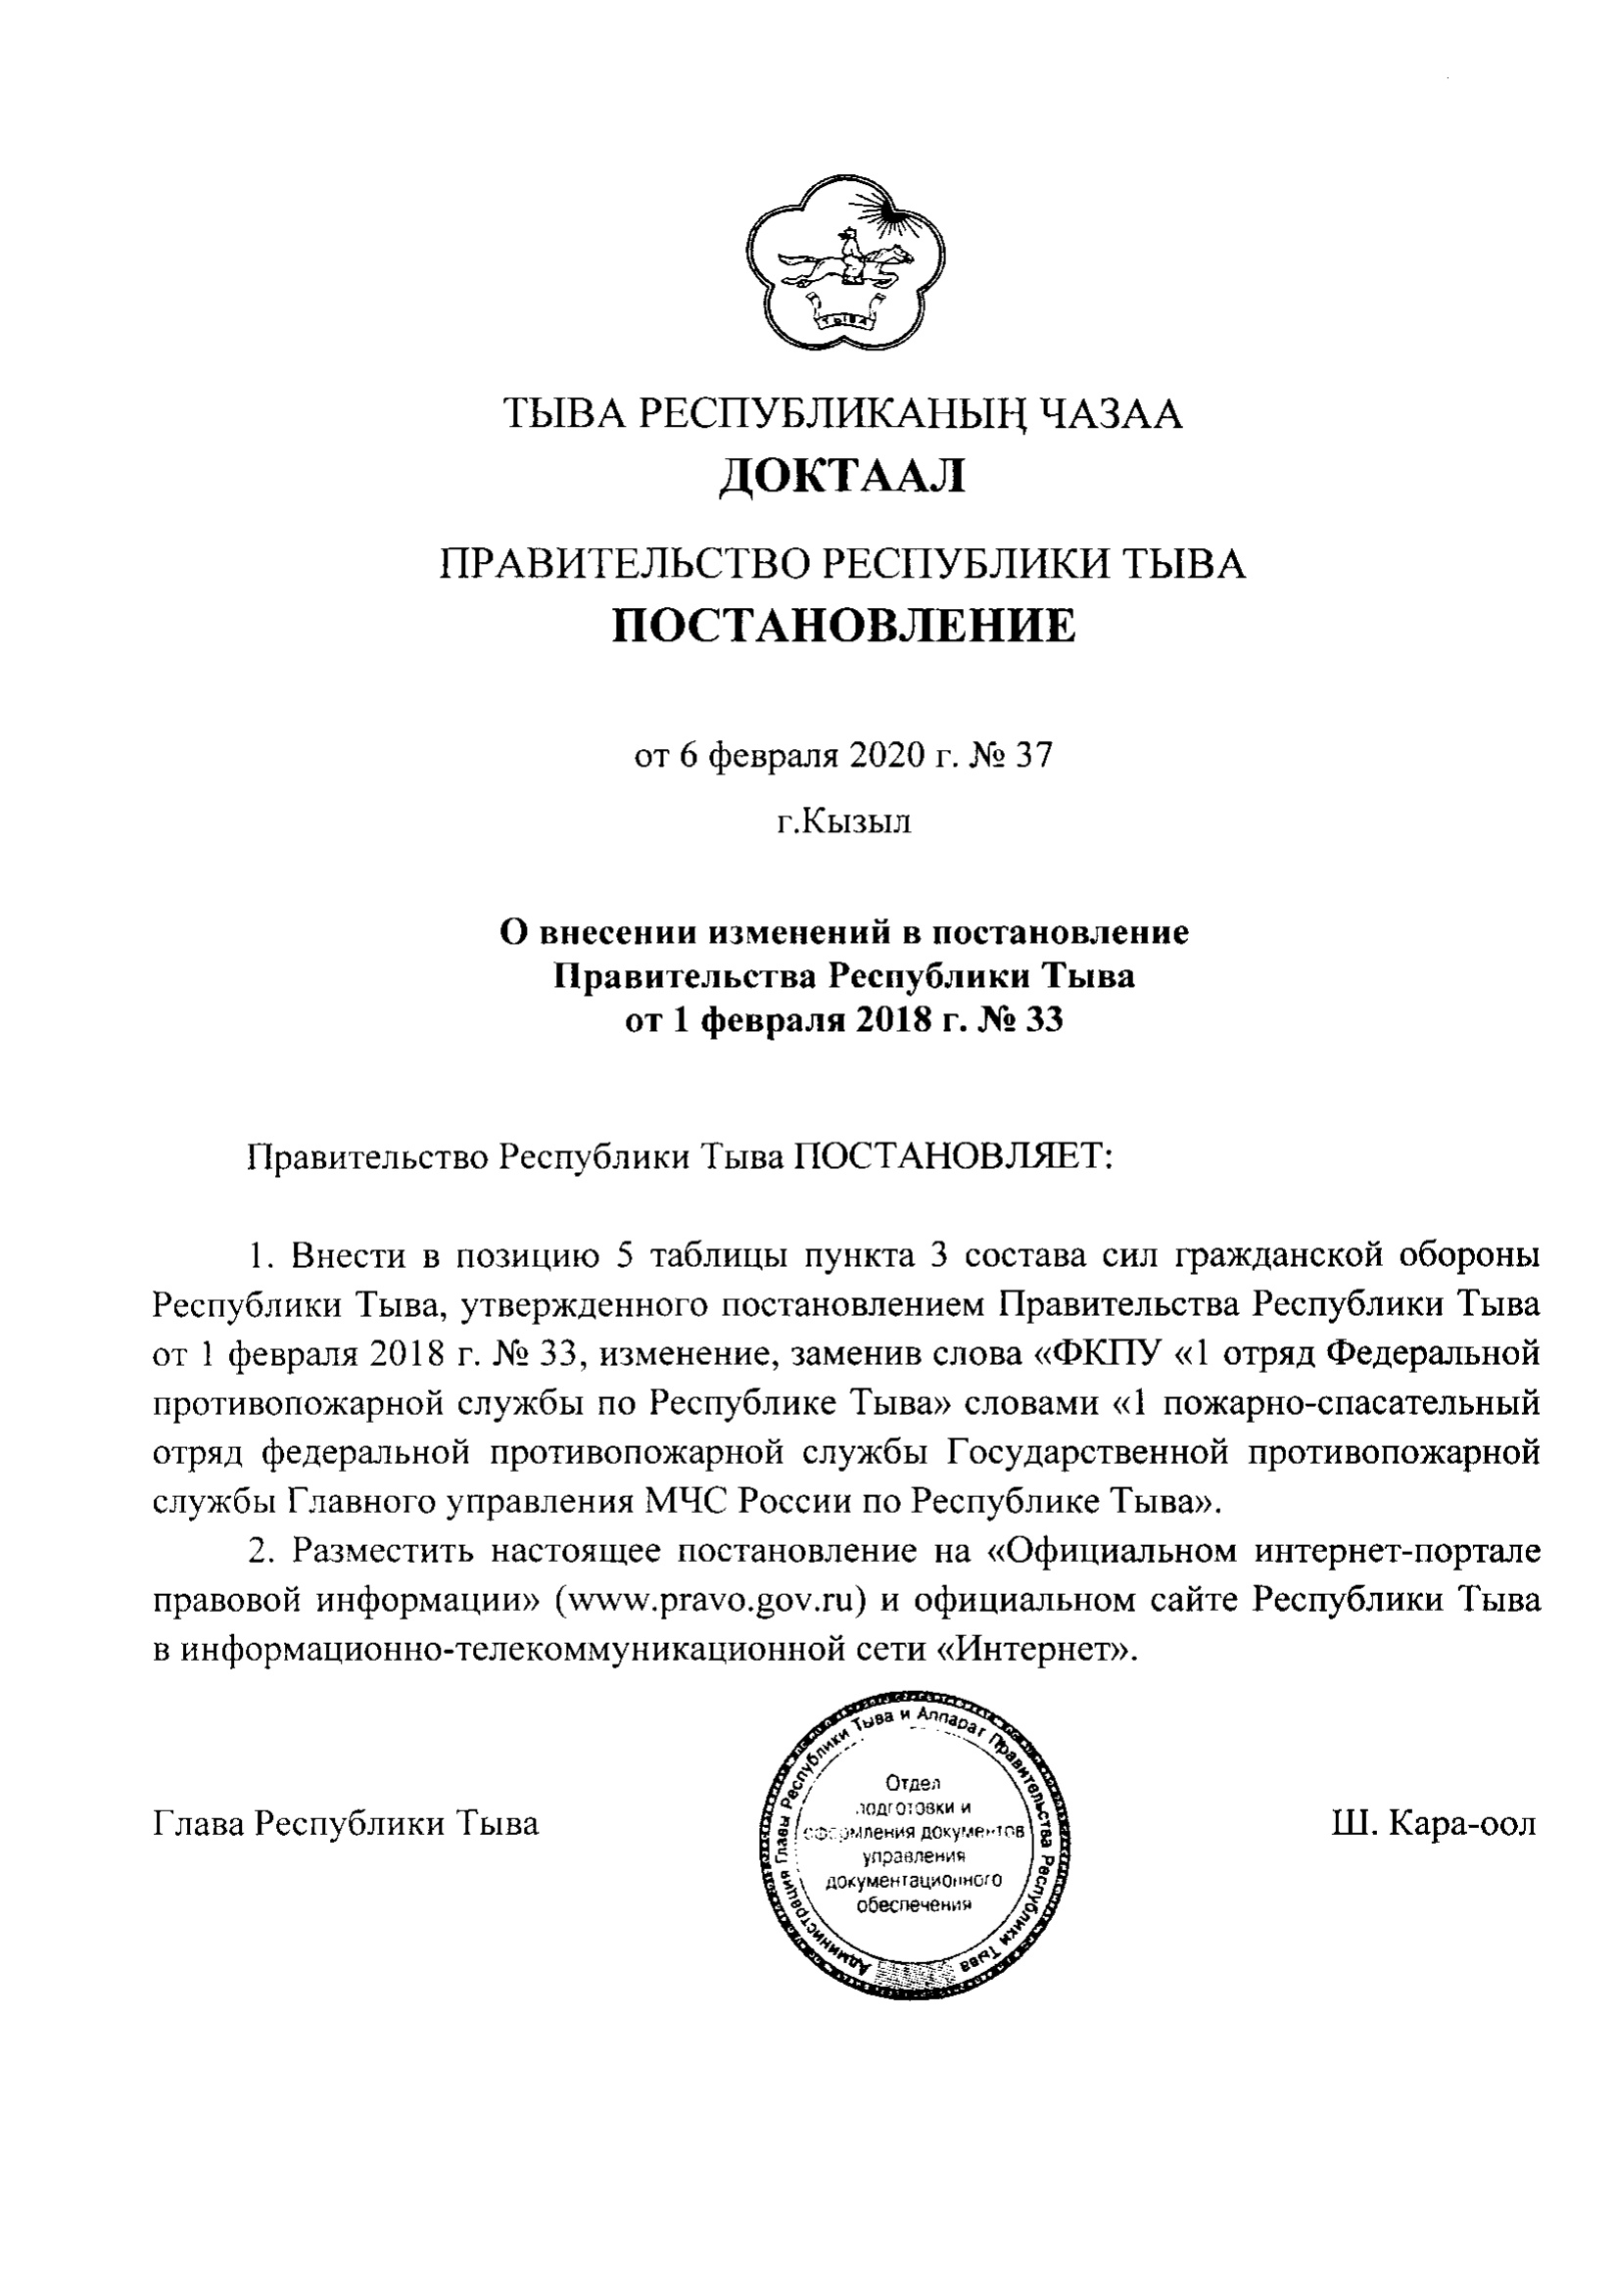 ТЫВА
ТЫВА РЕСПУБЛИКАНЫҢ ЧАЗАА
ДОКТААЛ
ПРАВИТЕЛЬСТВО РЕСПУБЛИКИ ТЫВА
ПОСТАНОВЛЕНИЕ
от 6 февраля 2020 г. № 37
г.Кызыл
О внесении изменений в постановление
Правительства Республики Тыва
от 1 февраля 2018 г. № 33
Правительство Республики Тыва ПОСТАНОВЛЯЕТ:
1. Внести в позицию 5 таблицы пункта 3 состава сил гражданской обороны
Республики Тыва, утвержденного постановлением Правительства Республики Тыва
от 1 февраля 2018 г. № 33, изменение, заменив слова «ФКПУ «1 отряд Федеральной
противопожарной службы по Республике Тыва» словами «1 пожарно-спасательный
отряд федеральной противопожарной службы Государственной противопожарной
службы Главного управления МЧС России по Республике Тыва».
2. Разместить настоящее постановление на «Официальном интернет-портале
правовой информации» (www.pravo.gov.ru) и официальном сайте Республики Тыва
в информационно-телекоммуникационной сети «Интернет».
Администрация Главы Республики Тыва и Аппарат Правительства Республики Тыва
Отдел
подготовки и
оформления документов
управления
документационного
обеспечения
Глава Республики Тыва
Ш. Кара-оол